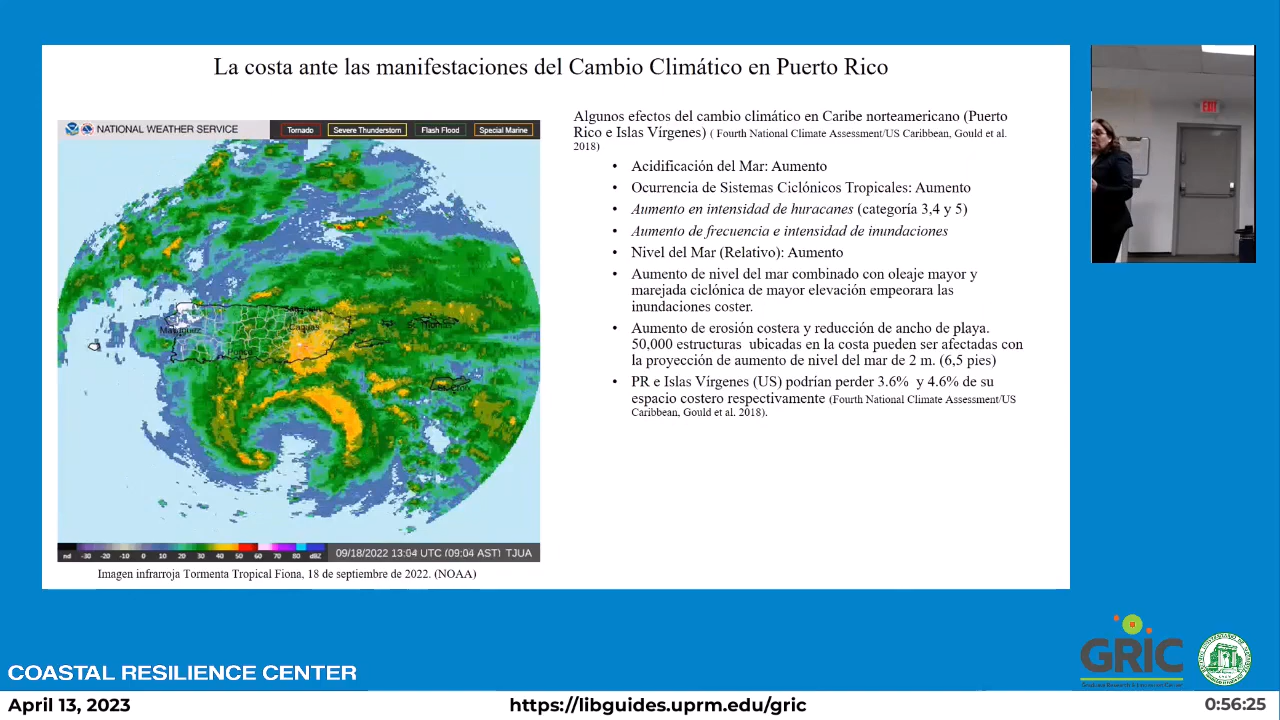 La costa ante las manifestaciones del Cambio Climático en Puerto Rico
NATIONAL WEATHER SERVICE
Tornado
Severe Thunderstorm
Flash Flood
Special Marine
Mayaguez
Caguas
nd -30 -20 -10 0 10 20 30 40 50 60 70 80 dBZ
09/18/2022 13:04 UTC (09:04 AST) TJUA
Imagen infrarroja Tormenta Tropical Fiona, 18 de septiembre de 2022. (NOAA)
Algunos efectos del cambio climático en Caribe norteamericano (Puerto
Rico e Islas Vírgenes) ( Fourth National Climate Assessment/US Caribbean, Gould et al.
2018)
• Acidificación del Mar: Aumento
• Ocurrencia de Sistemas Ciclónicos Tropicales: Aumento
• Aumento en intensidad de huracanes (categoría 3,4 y 5)
• Aumento de frecuencia e intensidad de inundaciones
• Nivel del Mar (Relativo): Aumento
• Aumento de nivel del mar combinado con oleaje mayor y
marejada ciclónica de mayor elevación empeorara las
inundaciones coster.
• Aumento de erosión costera y reducción de ancho de playa.
50,000 estructuras ubicadas en la costa pueden ser afectadas con
la proyección de aumento de nivel del mar de 2 m. (6,5 pies)
• PR e Islas Vírgenes (US) podrían perder 3.6% y 4.6% de su
espacio costero respectivamente (Fourth National Climate Assessment/US
Caribbean, Gould et al. 2018).
EXIT
GRIC
Graduate Research & Innovation Center
COASTAL RESILIENCE CENTER
April 13, 2023
https://libguides.uprm.edu/gric
0:56:25